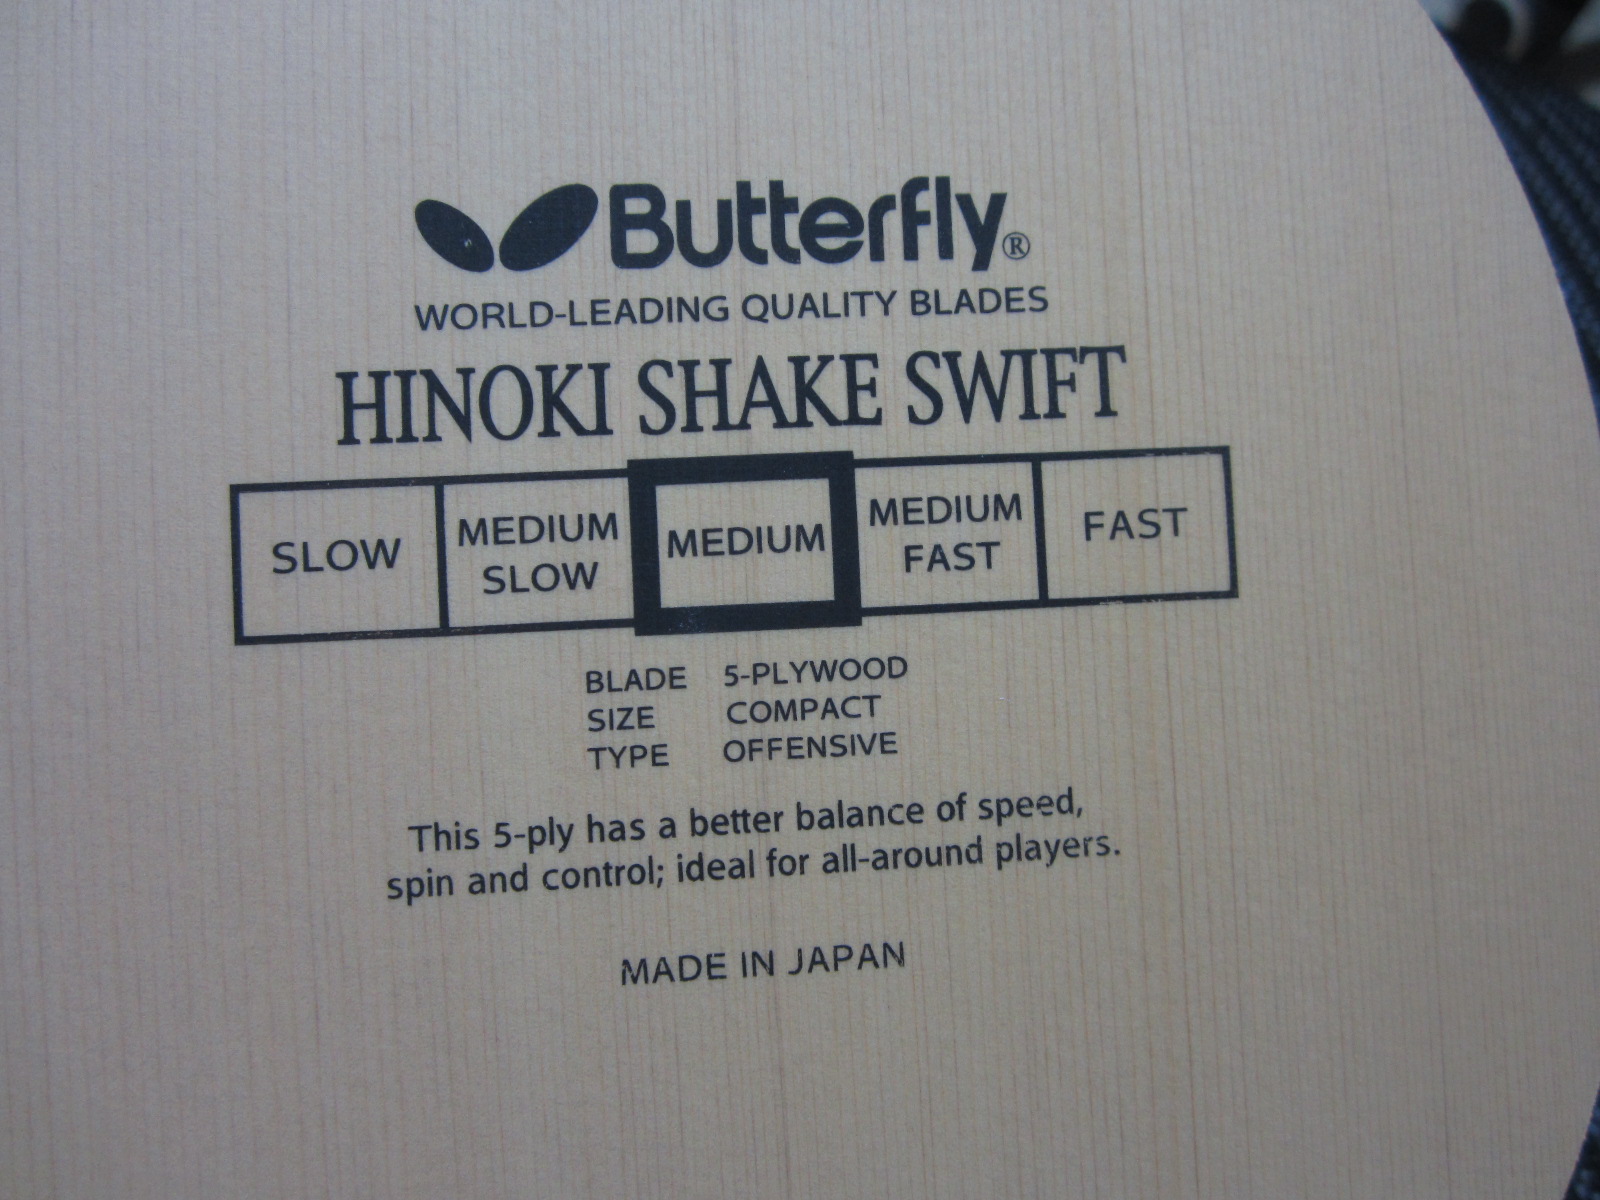 Butterfly®
WORLD-LEADING QUALITY BLADES
HINOKI SHAKE SWIFT
SLOW
MEDIUM
SLOW
MEDIUM
MEDIUM
FAST
FAST
BLADE 5-PLYWOOD
SIZE COMPACT
TYPE OFFENSIVE
This 5-ply has a better balance of speed,
spin and control; ideal for all-around players.
MADE IN JAPAN